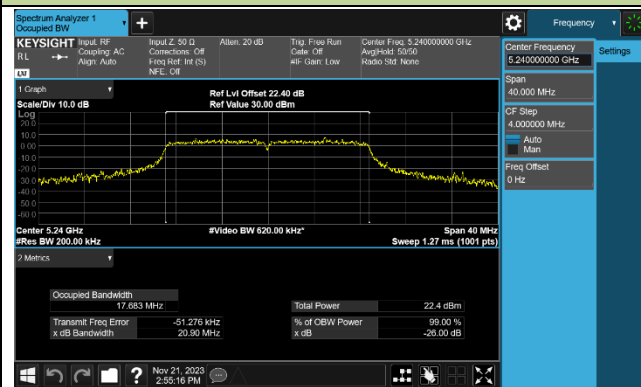 Spectrum Analyzer 1
Occupied BW
Frequency
KEYSIGHT
RL
LXI
Input: RF
Coupling: AC
Align: Auto
Input Z: 50 Ω
Corrections: Off
Freq Ref: Int (S)
NFE: Off
Atten: 20 dB
Trig: Free Run
Gate: Off
#IF Gain: Low
Center Freq: 5.240000000 GHz
Avg|Hold: 50/50
Radio Std: None
Center Frequency
5.240000000 GHz
Settings
Span
40.000 MHz
CF Step
4.000000 MHz
Auto
Man
Freq Offset
0 Hz
1 Graph
Scale/Div 10.0 dB
Ref Lvl Offset 22.40 dB
Ref Value 30.00 dBm
Log
20.0
10.0
0.00
-10.0
-20.0
-30.0
-40.0
-50.0
-60.0
Center 5.24 GHz
#Video BW 620.00 kHz*
Span 40 MHz
#Res BW 200.00 kHz
Sweep 1.27 ms (1001 pts)
2 Metrics
Occupied Bandwidth
17.683 MHz
Total Power 22.4 dBm
Transmit Freq Error -51.276 kHz
% of OBW Power 99.00 %
x dB Bandwidth 20.90 MHz
x dB -26.00 dB
Nov 21, 2023
2:55:16 PM